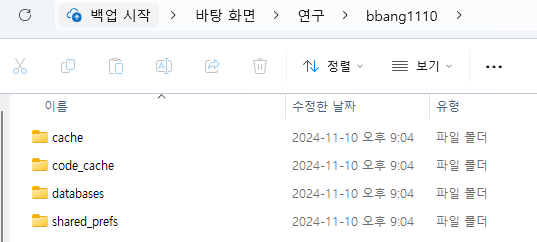 백업 시작 > 바탕 화면 > 연구 > bbang1110 >
정렬 보기 ...
이름 수정한 날짜 유형
cache 2024-11-10 오후 9:04 파일 폴더
code_cache 2024-11-10 오후 9:04 파일 폴더
databases 2024-11-10 오후 9:04 파일 폴더
shared_prefs 2024-11-10 오후 9:04 파일 폴더